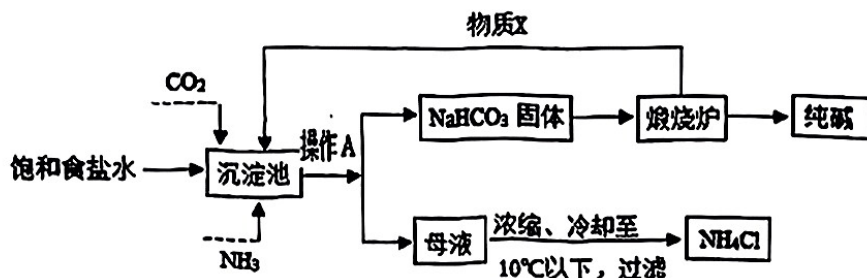 物质X
CO₂
NaHCO₃ 固体
煅烧炉
纯碱
操作A
饱和食盐水
沉淀池
NH₃
母液
浓缩、冷却至
10℃以下，过滤
NH₄Cl